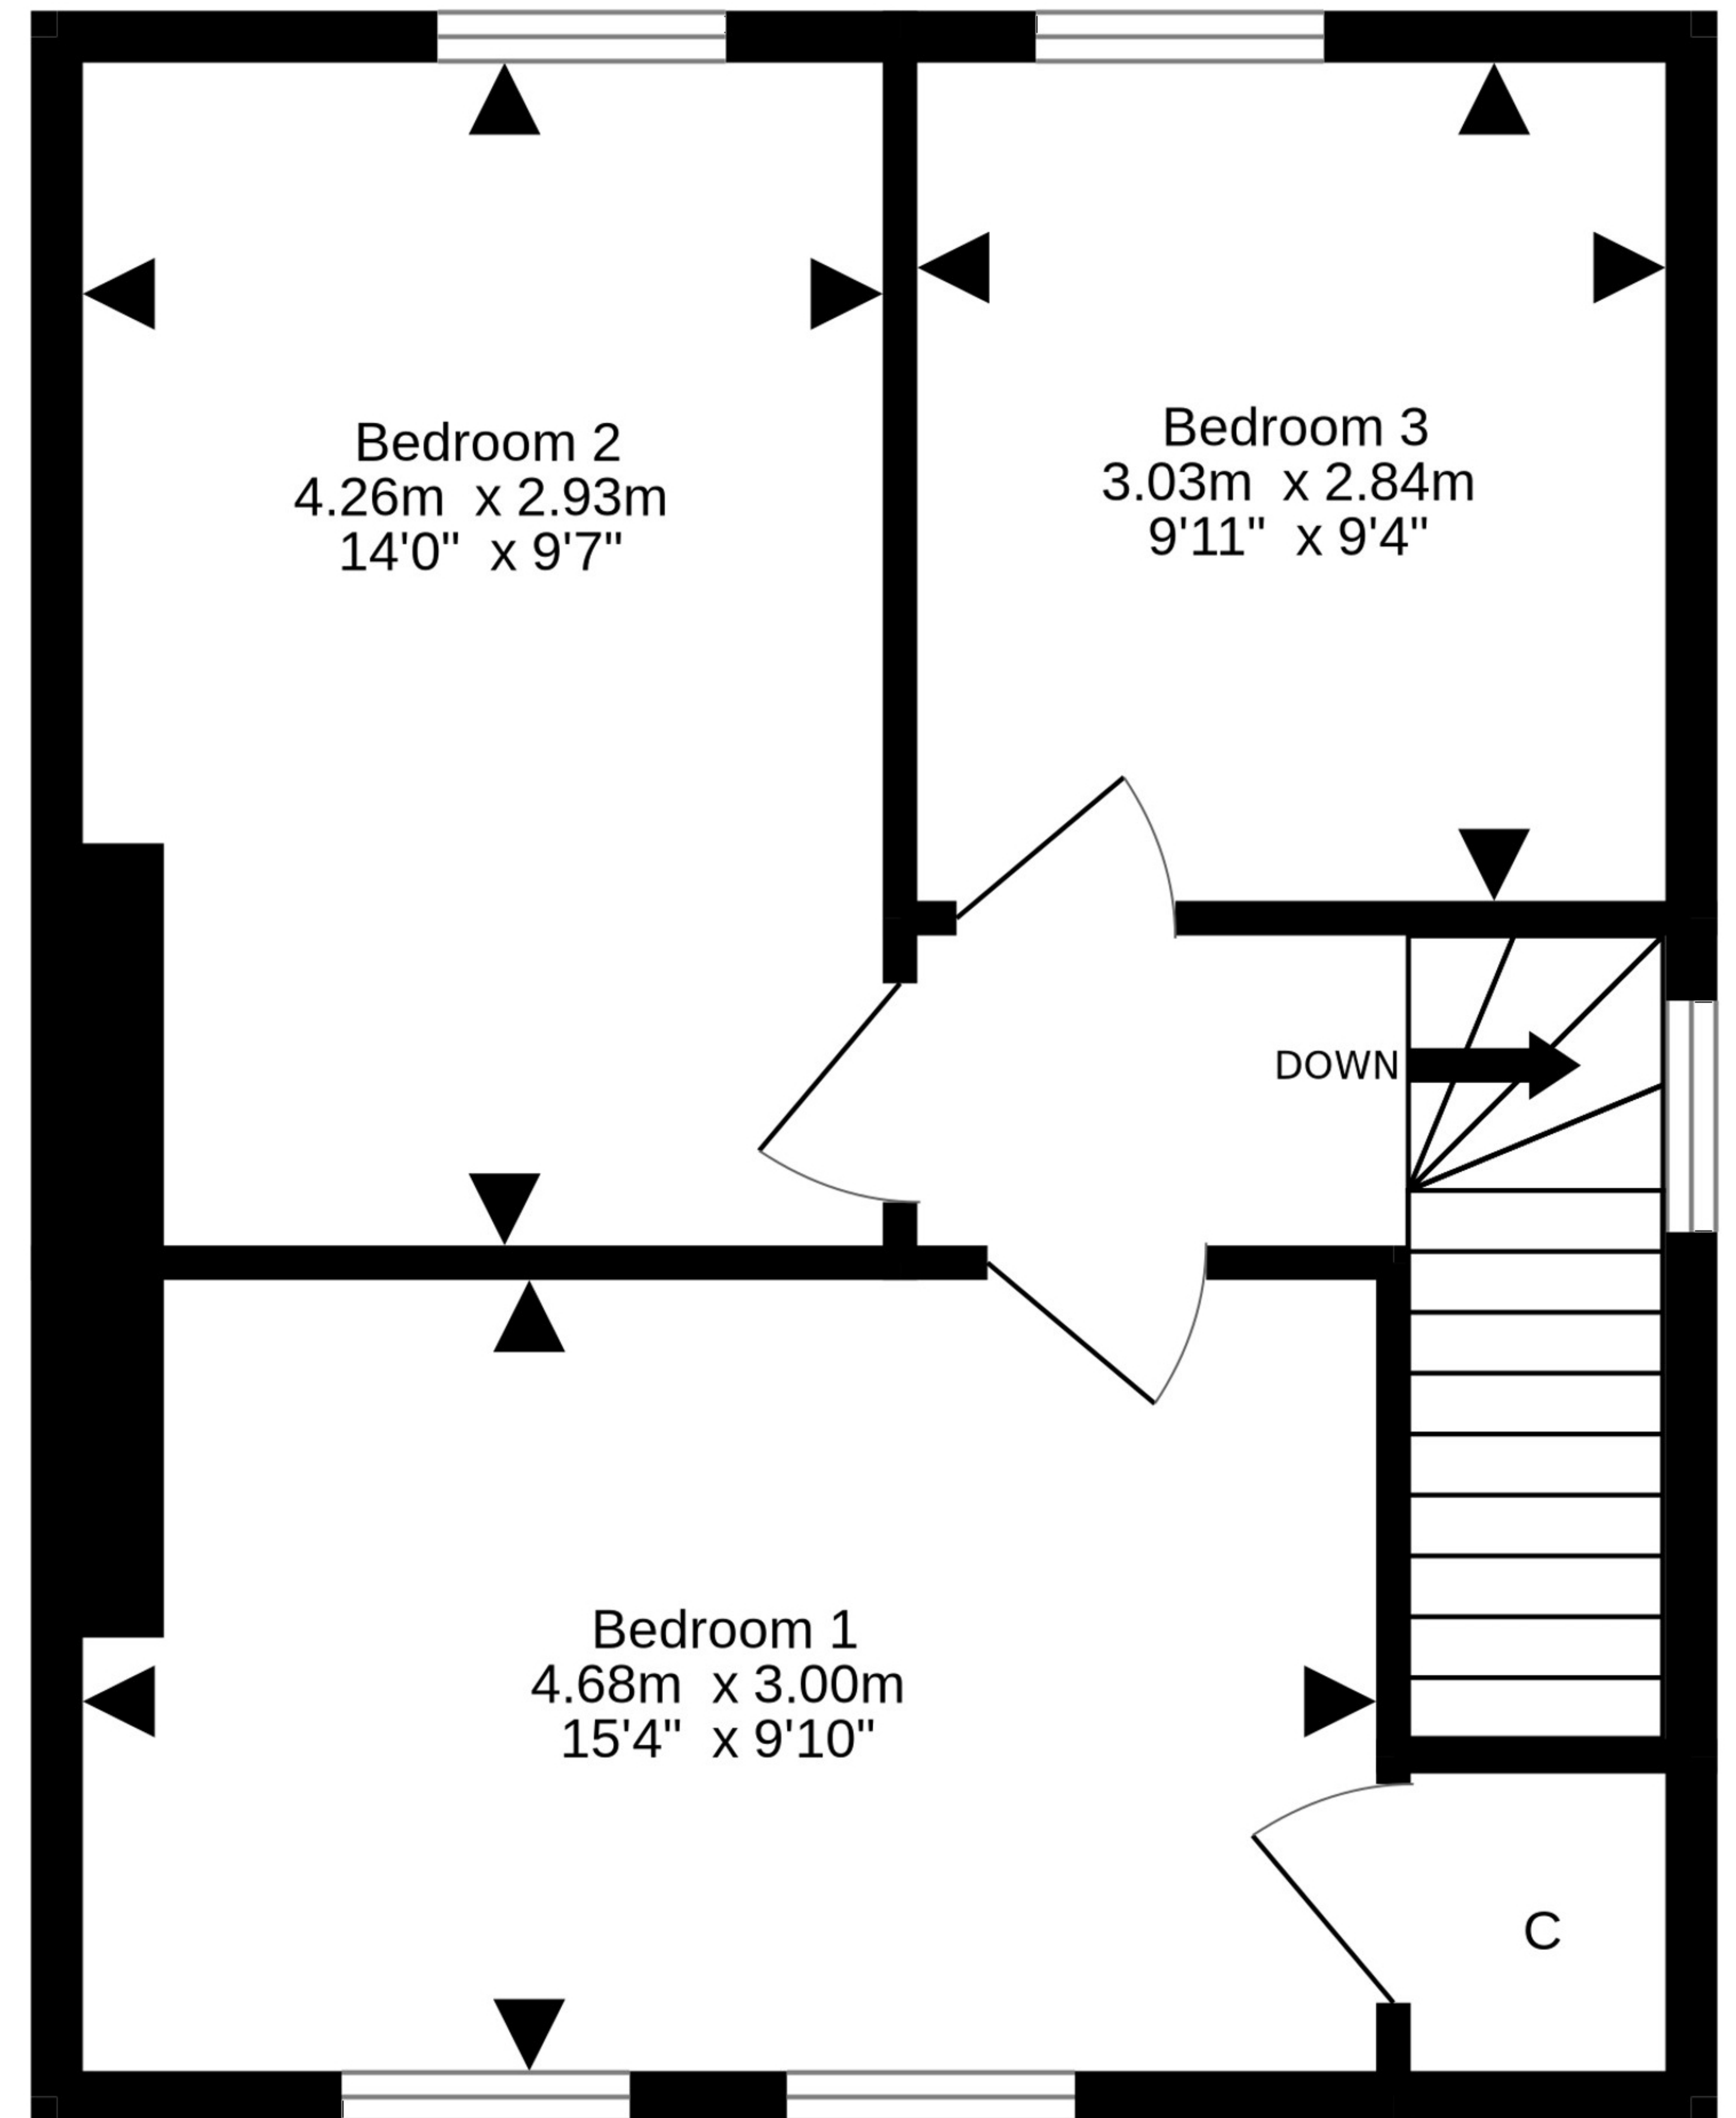 Bedroom 2
4.26m x 2.93m
14'0" x 9'7"
Bedroom 3
3.03m x 2.84m
9'11" x 9'4"
DOWN
Bedroom 1
4.68m x 3.00m
15'4" x 9'10"
C